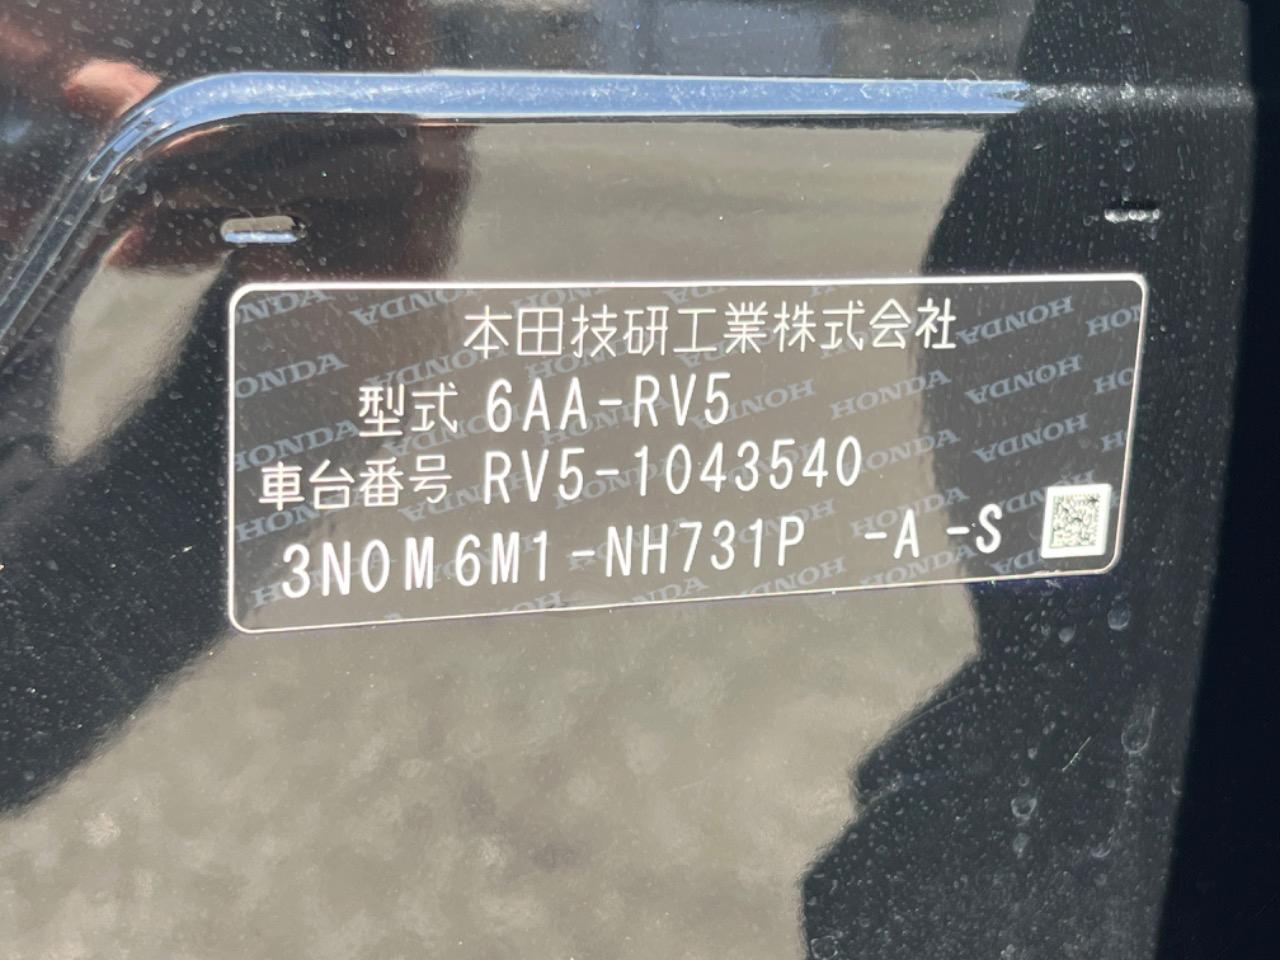 本田技研工業株式会社
型式 6AA-RV5
車台番号 RV5-1043540
3N0M6M1-NH731P -A -S